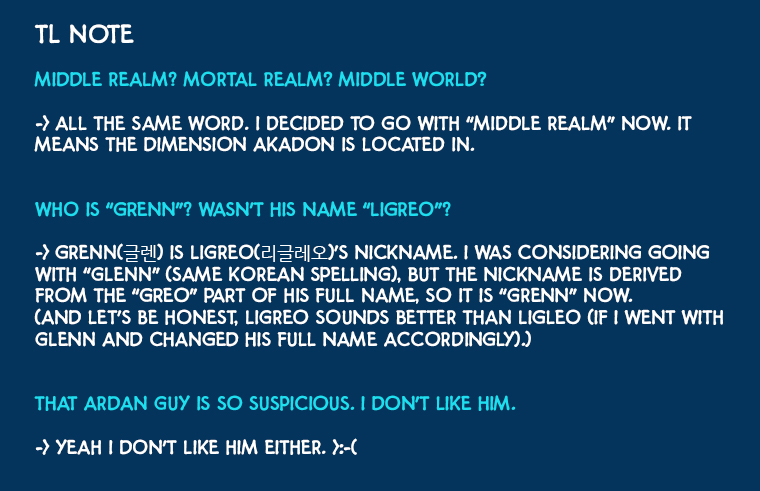 TL NOTE
MIDDLE REALM? MORTAL REALM? MIDDLE WORLD?
-> ALL THE SAME WORD. I DECIDED TO GO WITH “MIDDLE REALM” NOW. IT
MEANS THE DIMENSION AKADON IS LOCATED IN.
WHO IS “GRENN”? WASN'T HIS NAME “LIGREO”?
-> GRENN(글렌) IS LIGREO(리글레오)'S NICKNAME. I WAS CONSIDERING GOING
WITH “GLENN” (SAME KOREAN SPELLING), BUT THE NICKNAME IS DERIVED
FROM THE “GREO” PART OF HIS FULL NAME, SO IT IS “GRENN” NOW.
(AND LET'S BE HONEST, LIGREO SOUNDS BETTER THAN LIGLEO (IF I WENT WITH
GLENN AND CHANGED HIS FULL NAME ACCORDINGLY).)
THAT ARDAN GUY IS SO SUSPICIOUS. I DON'T LIKE HIM.
-> YEAH I DON'T LIKE HIM EITHER. >:-(